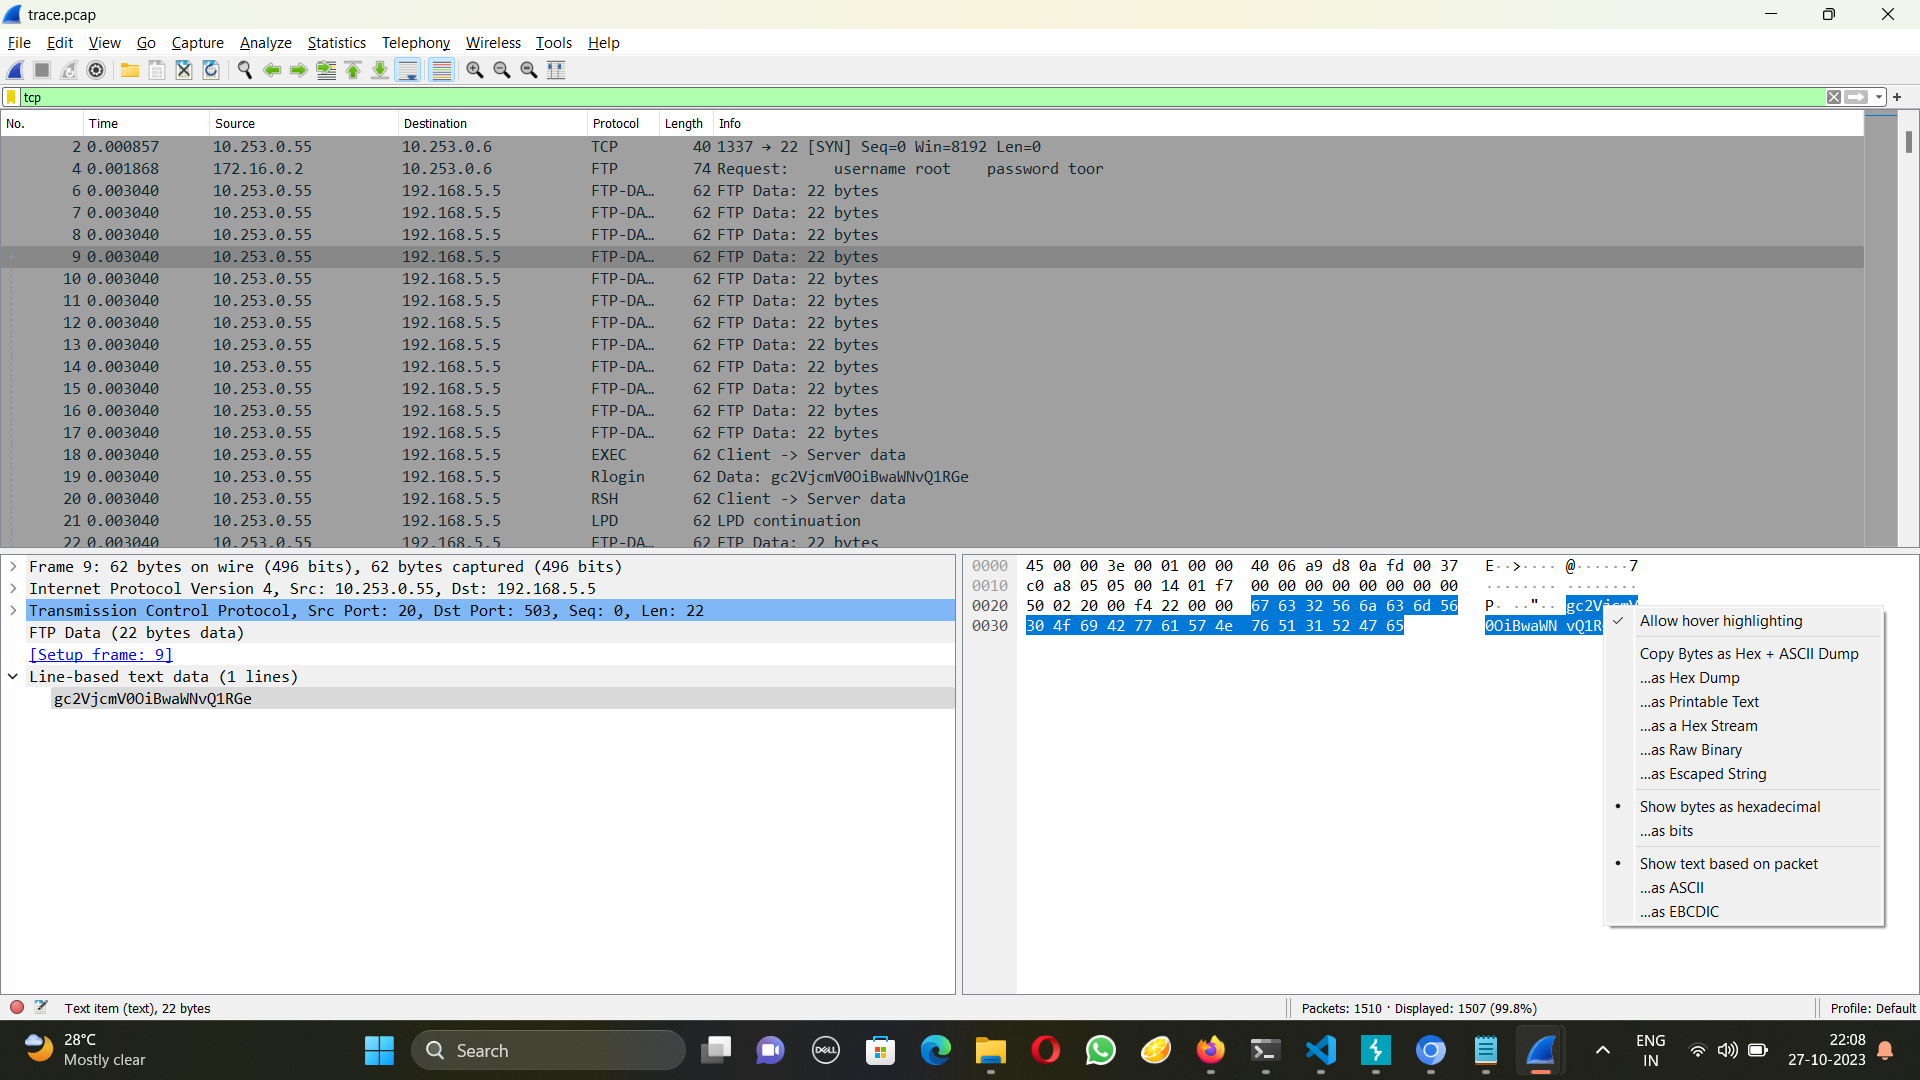 trace.pcap
File Edit View Go Capture Analyze Statistics Telephony Wireless Tools Help
tcp
No. Time Source Destination Protocol Length Info
2 0.000857 10.253.0.55 10.253.0.6 TCP 40 1337 → 22 [SYN] Seq=0 Win=8192 Len=0
4 0.001868 172.16.0.2 10.253.0.6 FTP 74 Request: username root password toor
6 0.003040 10.253.0.55 192.168.5.5 FTP-DA… 62 FTP Data: 22 bytes
7 0.003040 10.253.0.55 192.168.5.5 FTP-DA… 62 FTP Data: 22 bytes
8 0.003040 10.253.0.55 192.168.5.5 FTP-DA… 62 FTP Data: 22 bytes
9 0.003040 10.253.0.55 192.168.5.5 FTP-DA… 62 FTP Data: 22 bytes
10 0.003040 10.253.0.55 192.168.5.5 FTP-DA… 62 FTP Data: 22 bytes
11 0.003040 10.253.0.55 192.168.5.5 FTP-DA… 62 FTP Data: 22 bytes
12 0.003040 10.253.0.55 192.168.5.5 FTP-DA… 62 FTP Data: 22 bytes
13 0.003040 10.253.0.55 192.168.5.5 FTP-DA… 62 FTP Data: 22 bytes
14 0.003040 10.253.0.55 192.168.5.5 FTP-DA… 62 FTP Data: 22 bytes
15 0.003040 10.253.0.55 192.168.5.5 FTP-DA… 62 FTP Data: 22 bytes
16 0.003040 10.253.0.55 192.168.5.5 FTP-DA… 62 FTP Data: 22 bytes
17 0.003040 10.253.0.55 192.168.5.5 FTP-DA… 62 FTP Data: 22 bytes
18 0.003040 10.253.0.55 192.168.5.5 EXEC 62 Client -> Server data
19 0.003040 10.253.0.55 192.168.5.5 Rlogin 62 Data: gc2VjcmV0OiBwaWNvQ1RGe
20 0.003040 10.253.0.55 192.168.5.5 RSH 62 Client -> Server data
21 0.003040 10.253.0.55 192.168.5.5 LPD 62 LPD continuation
22 0.003040 10.253.0.55 192.168.5.5 FTP-DA… 62 FTP Data: 22 bytes
Frame 9: 62 bytes on wire (496 bits), 62 bytes captured (496 bits)
Internet Protocol Version 4, Src: 10.253.0.55, Dst: 192.168.5.5
Transmission Control Protocol, Src Port: 20, Dst Port: 503, Seq: 0, Len: 22
FTP Data (22 bytes data)
[Setup frame: 9]
Line-based text data (1 lines)
gc2VjcmV0OiBwaWNvQ1RGe
0000 45 00 00 3e 00 01 00 00 40 06 a9 d8 0a fd 00 37 E··>···· @······7
0010 c0 a8 05 05 00 14 01 f7 00 00 00 00 00 00 00 00 ········ ········
0020 50 02 20 00 f4 22 00 00 67 63 32 56 6a 63 6d 56 P· ··"·· gc2VjcmV
0030 30 4f 69 42 77 61 57 4e 76 51 31 52 47 65 0OiBwaWN vQ1R
Allow hover highlighting
Copy Bytes as Hex + ASCII Dump
...as Hex Dump
...as Printable Text
...as a Hex Stream
...as Raw Binary
...as Escaped String
Show bytes as hexadecimal
...as bits
Show text based on packet
...as ASCII
...as EBCDIC
Text item (text), 22 bytes
Packets: 1510 · Displayed: 1507 (99.8%)
Profile: Default
28°C
Mostly clear
Search
DELL
ENG
IN
22:08
27-10-2023